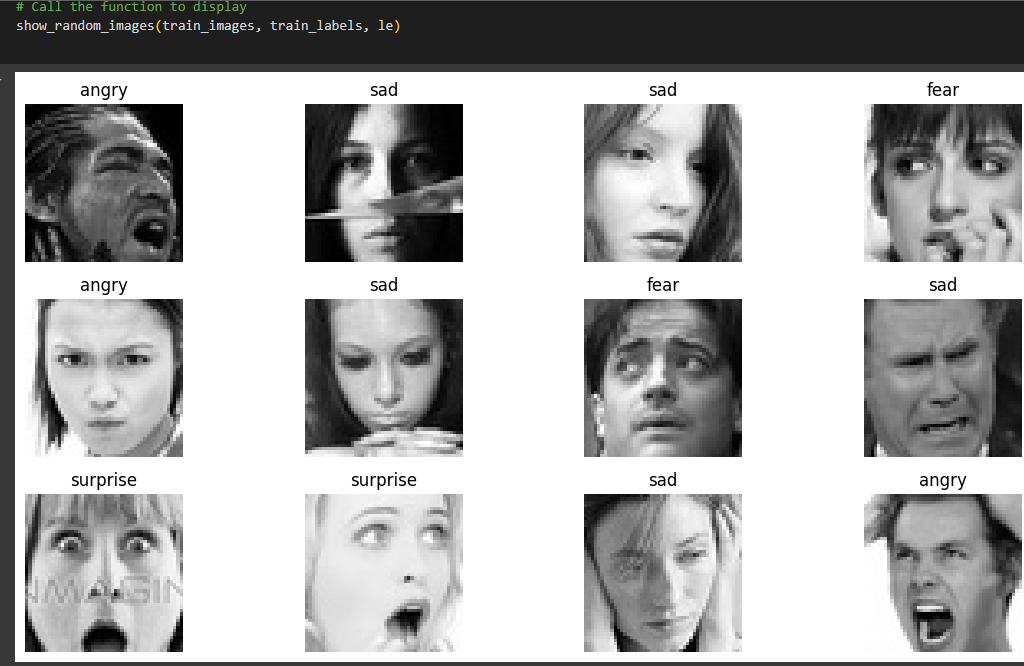 # Call the function to display
show_random_images(train_images, train_labels, le)
angry sad sad fear
angry sad fear sad
surprise surprise sad angry
NMAGIN